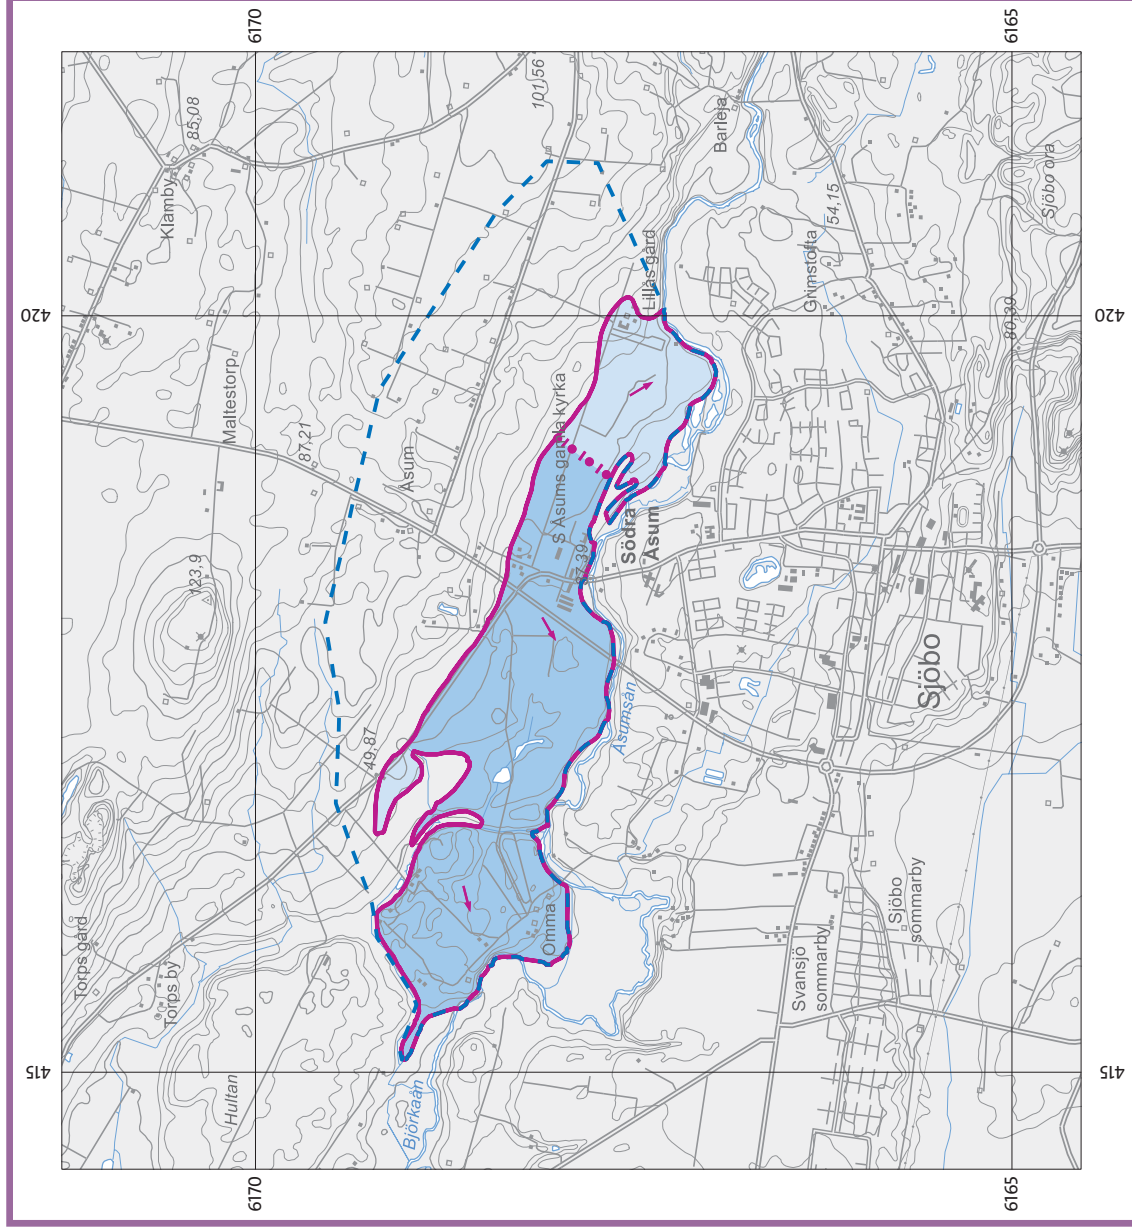 6170
6165
Klamby
85,08
101,56
Barleja
Sjöbo ora
54,15
Grimstofta
Lillås gård
420
420
80,39
Maltestorp
87,21
Åsum
S Åsums gamla kyrka
Södra
Åsum
37,39
123,9
Sjöbo
Åsumsån
49,87
Omma
Torps gård
Torps by
Svansjö
sommarby
Sjöbo
sommarby
Hultan
Björkaån
415
415
6170
6165